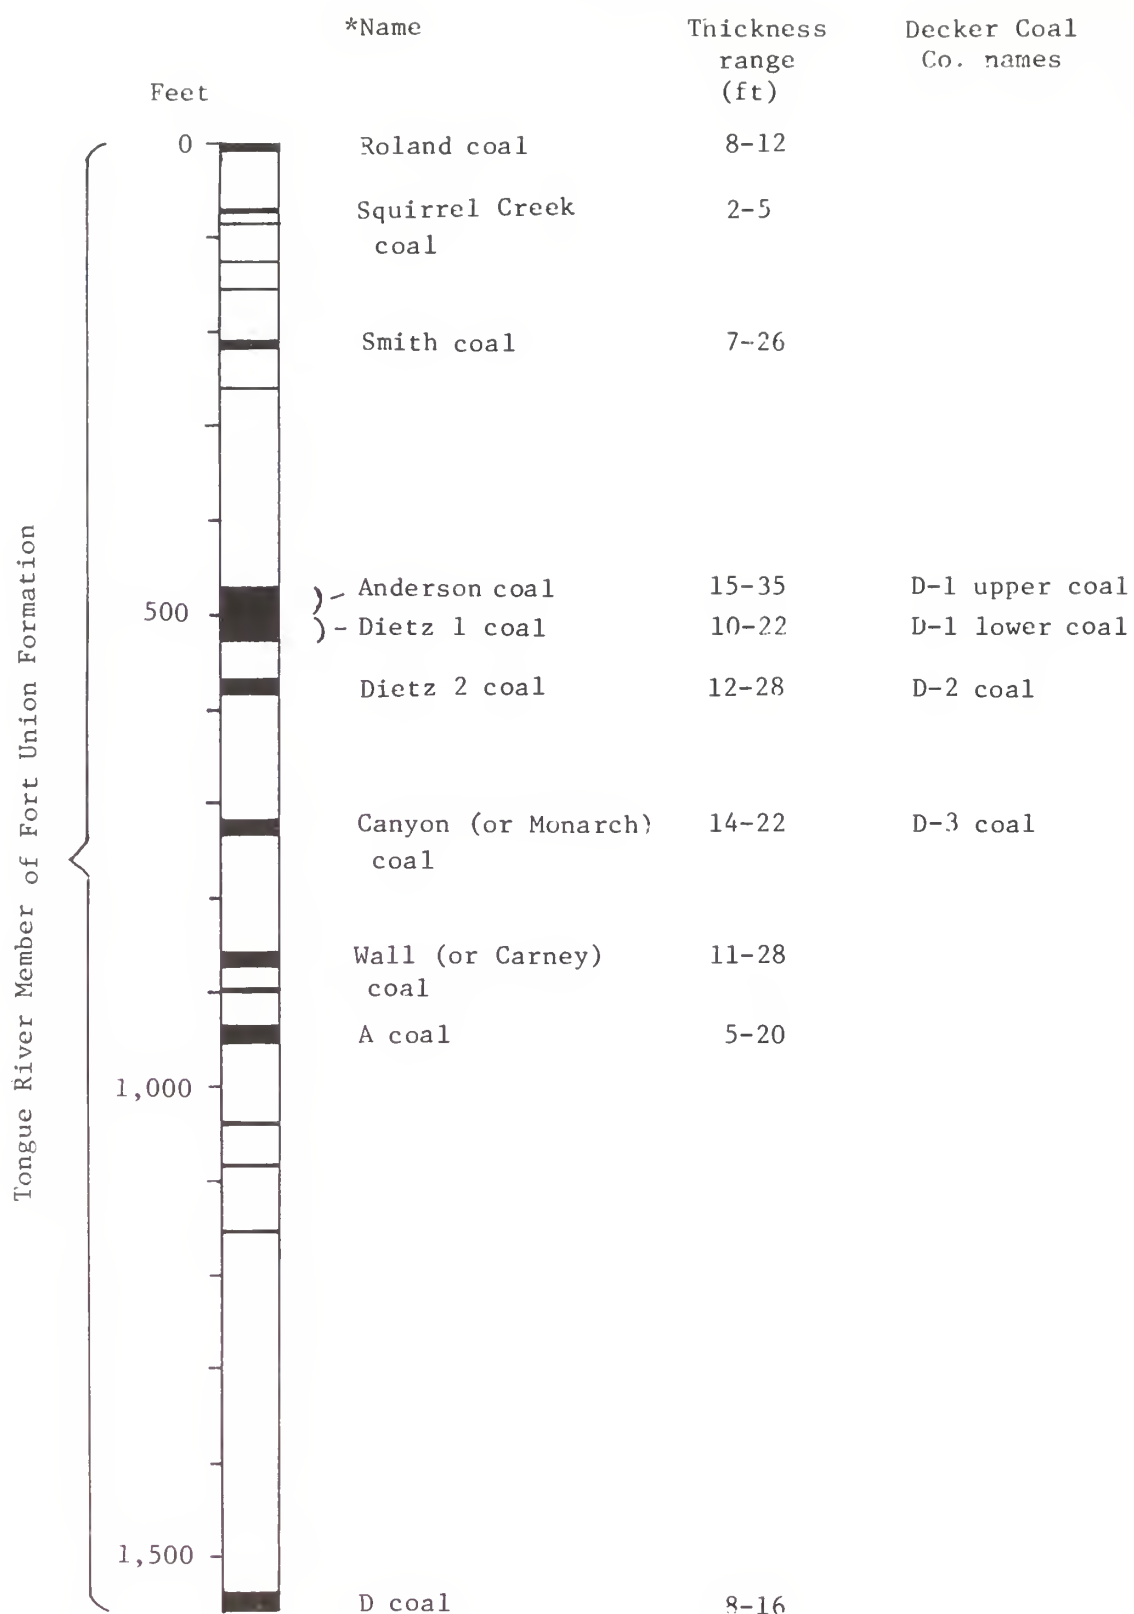 *Name Thickness Decker Coal
range Co. names
Feet (ft)
0 Roland coal 8-12
Squirrel Creek 2-5
coal
Smith coal 7-26
Anderson coal 15-35 D-1 upper coal
500 Dietz 1 coal 10-22 D-1 lower coal
Dietz 2 coal 12-28 D-2 coal
Canyon (or Monarch) 14-22 D-3 coal
coal
Wall (or Carney) 11-28
coal
A coal 5-20
1,000
1,500
D coal 8-16
Tongue River Member of Fort Union Formation